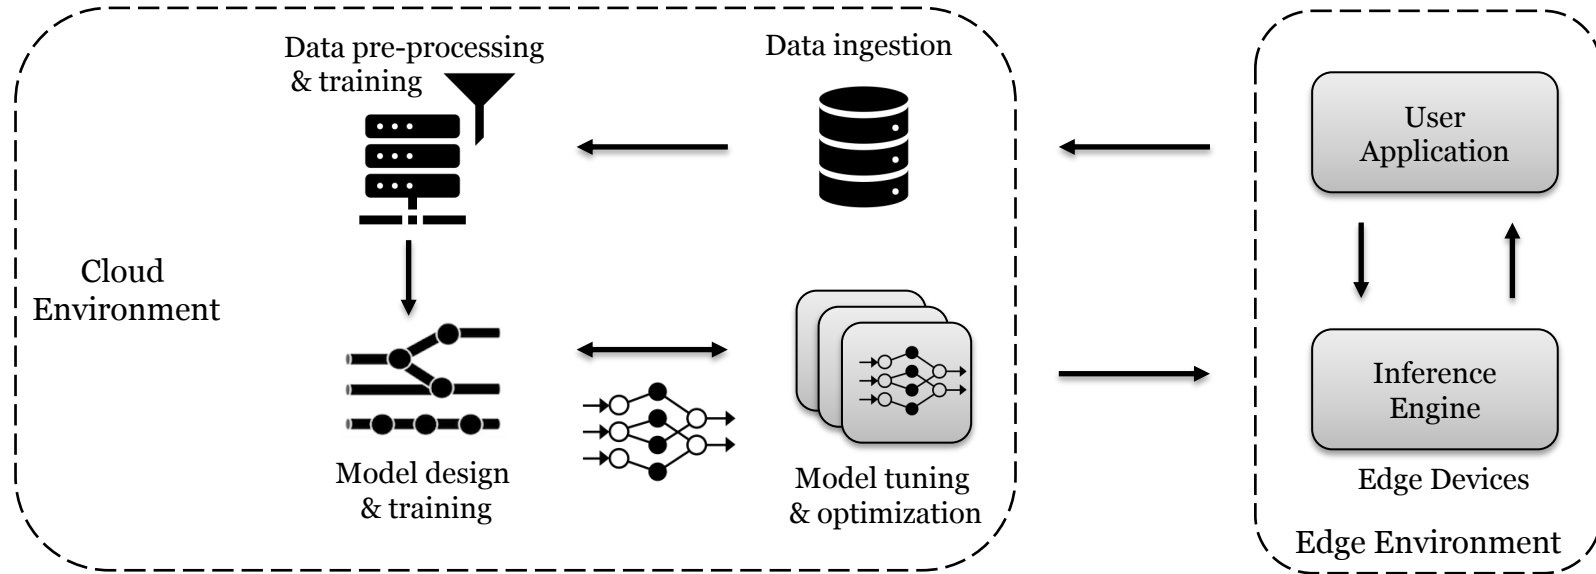 Data pre-processing
& training
Data ingestion
User
Application
Cloud
Environment
Inference
Engine
Model design
& training
Model tuning
& optimization
Edge Devices
Edge Environment